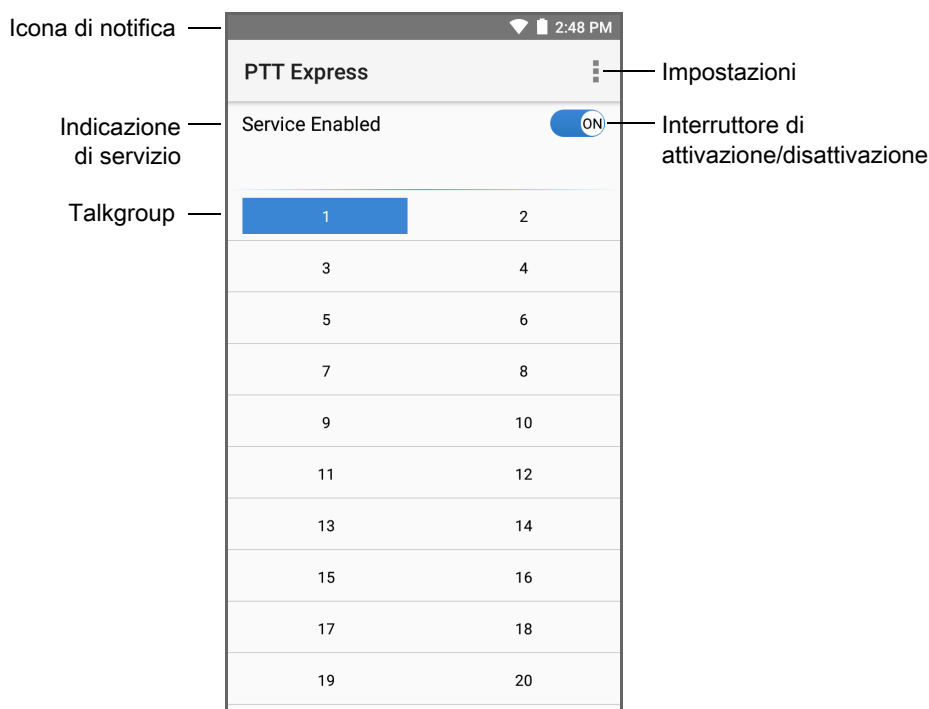 Icona di notifica
2:48 PM
PTT Express
Impostazioni
Indicazione
di servizio
Service Enabled
ON
Interruttore di
attivazione/disattivazione
Talkgroup
1 2
3 4
5 6
7 8
9 10
11 12
13 14
15 16
17 18
19 20